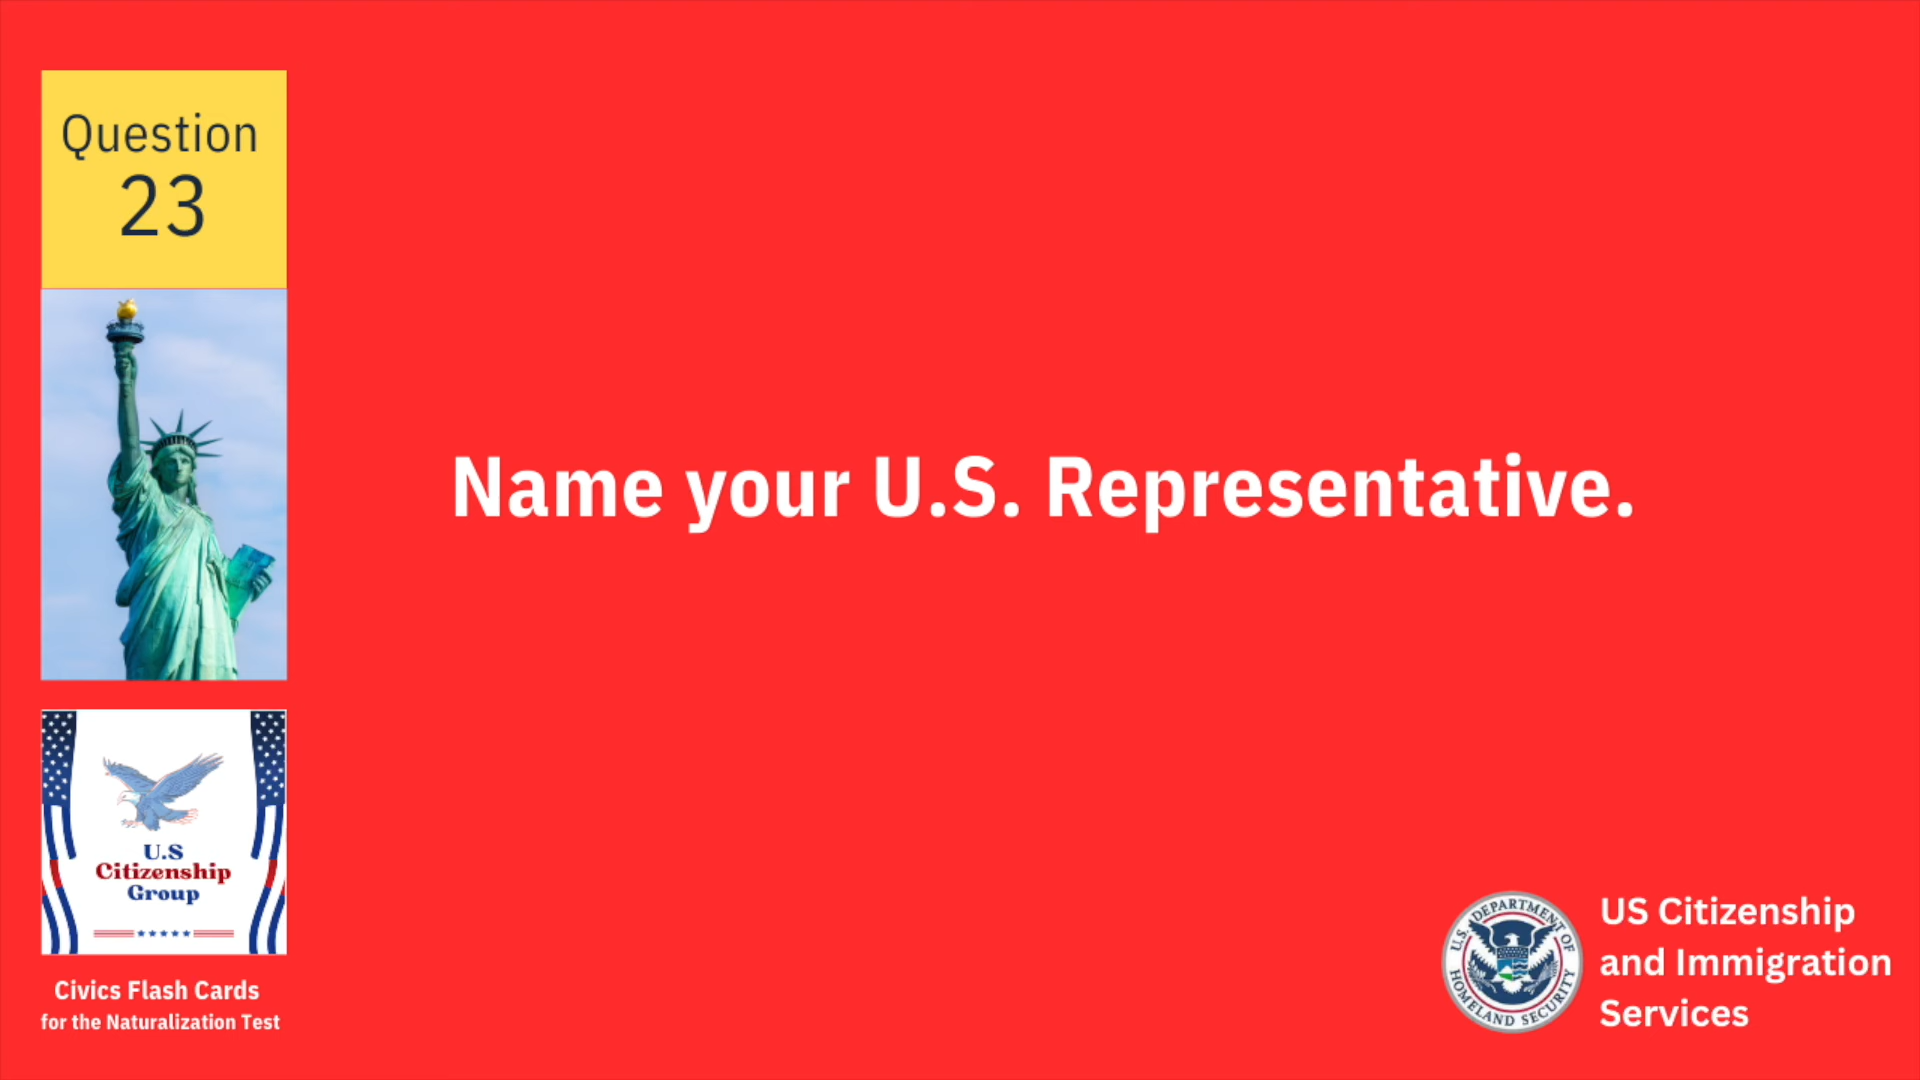 Question
23
Name your U.S. Representative.
U.S
Citizenship
Group
Civics Flash Cards
for the Naturalization Test
U.S. DEPARTMENT OF
HOMELAND SECURITY
US Citizenship
and Immigration
Services